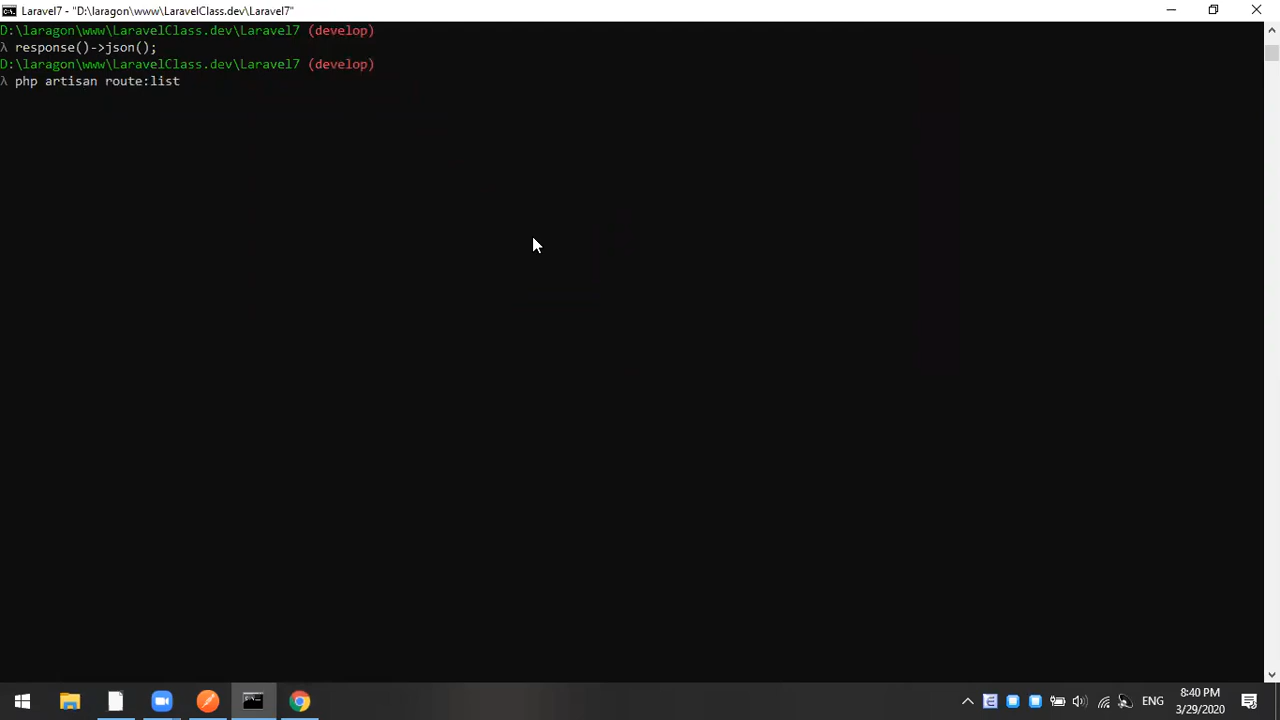 Laravel7 - "D:\laragon\www\LaravelClass.dev\Laravel7"
D:\laragon\www\LaravelClass.dev\Laravel7 (develop)
λ response()->json();
D:\laragon\www\LaravelClass.dev\Laravel7 (develop)
λ php artisan route:list
ENG
8:40 PM
3/29/2020